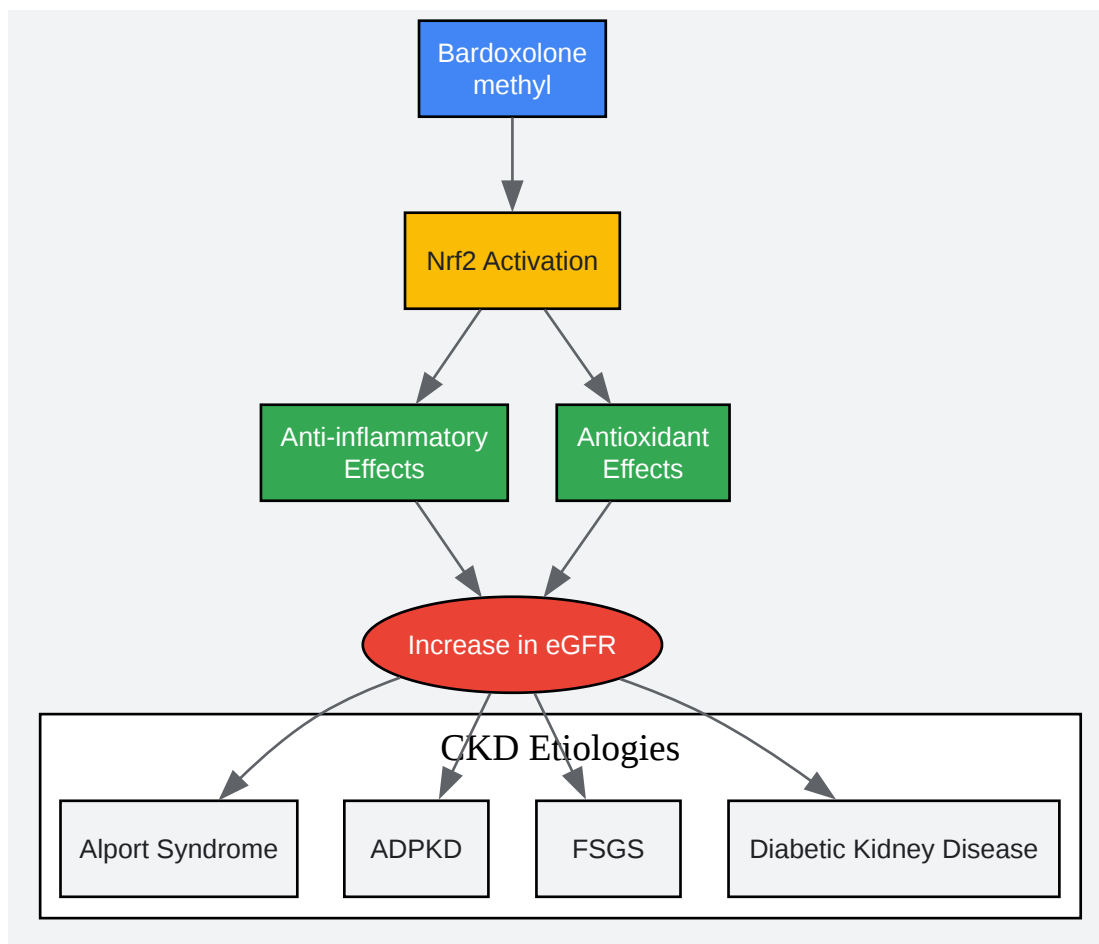 Bardoxolone
methyl
Nrf2 Activation
Anti-inflammatory
Effects
Antioxidant
Effects
Increase in eGFR
CKD Etiologies
Alport Syndrome
ADPKD
FSGS
Diabetic Kidney Disease